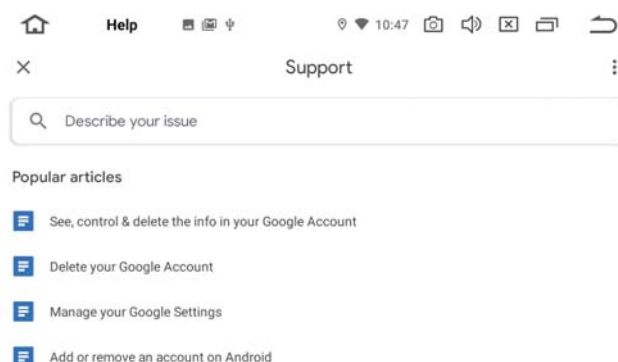 Help 10:47
Support
Describe your issue
Popular articles
See, control & delete the info in your Google Account
Delete your Google Account
Manage your Google Settings
Add or remove an account on Android